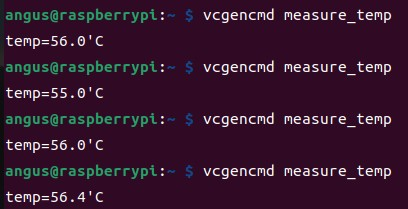 angus@raspberrypi:~ $ vcgencmd measure_temp
temp=56.0'C
angus@raspberrypi:~ $ vcgencmd measure_temp
temp=55.0'C
angus@raspberrypi:~ $ vcgencmd measure_temp
temp=56.0'C
angus@raspberrypi:~ $ vcgencmd measure_temp
temp=56.4'C